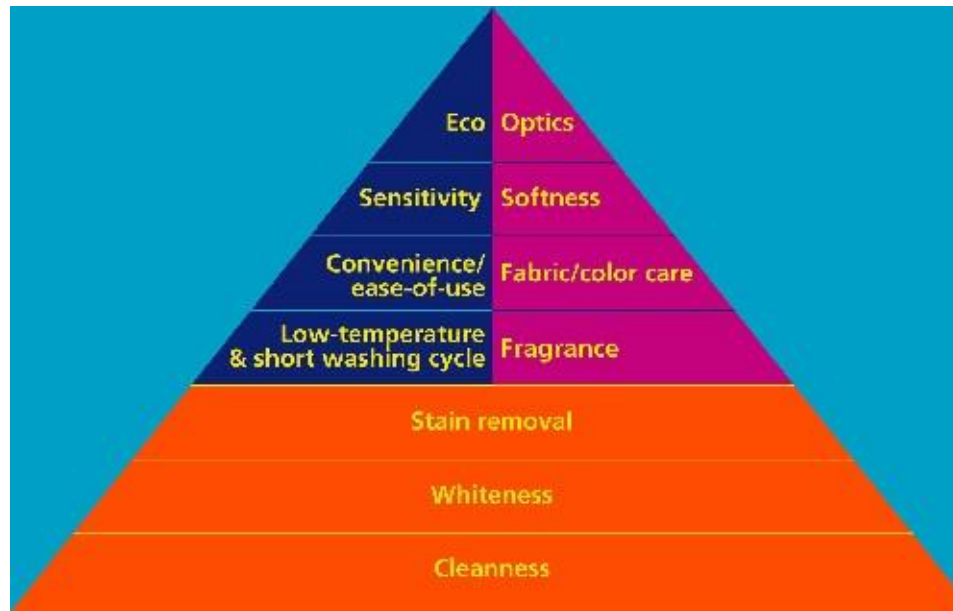 Eco
Optics
Sensitivity
Softness
Convenience/
ease-of-use
Fabric/color care
Low-temperature
& short washing cycle
Fragrance
Stain removal
Whiteness
Cleanness